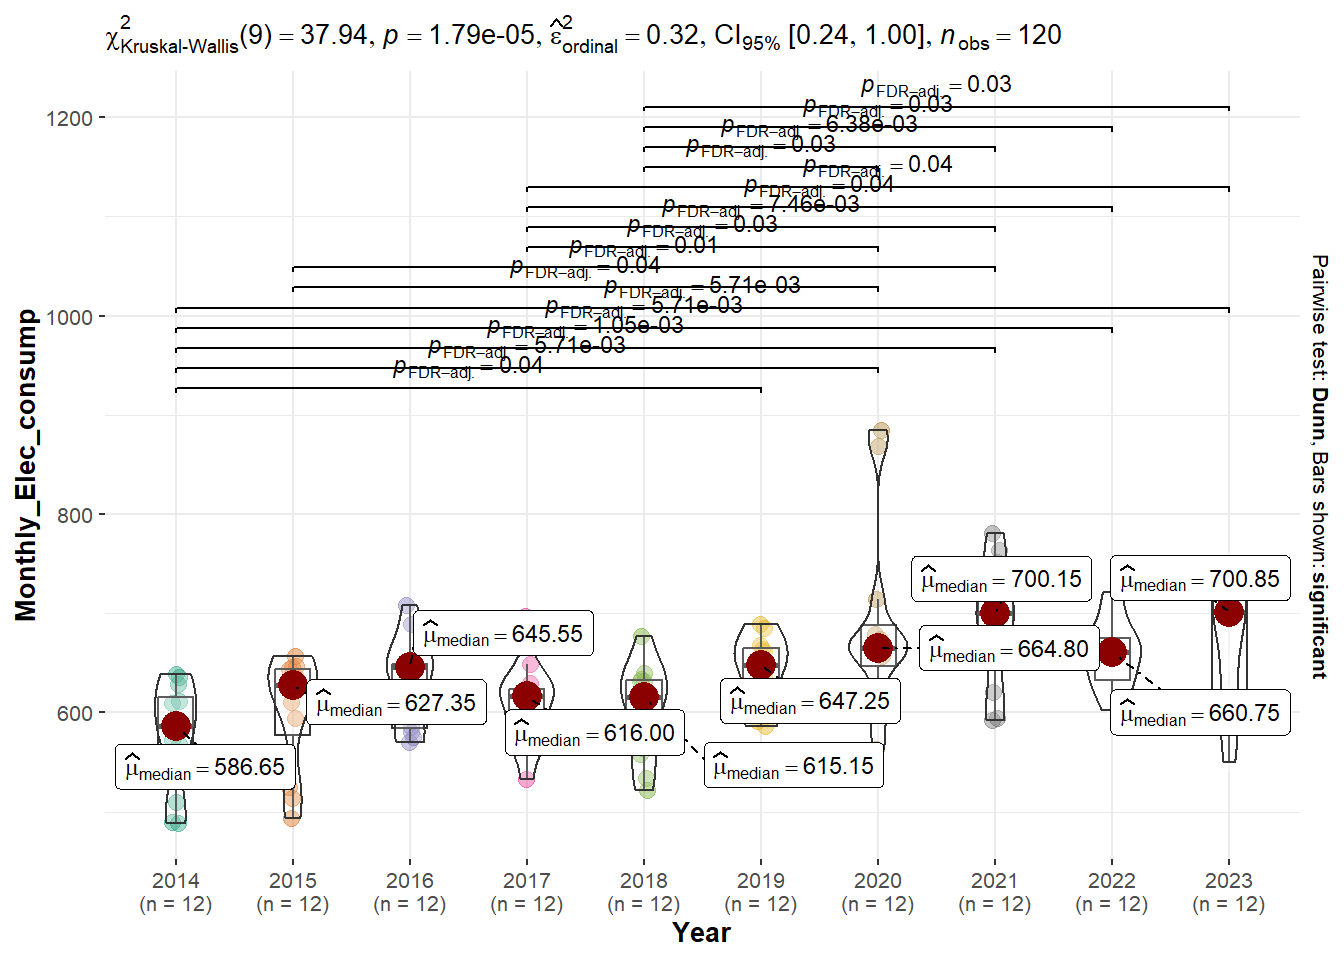 χ²Kruskal-Wallis(9) = 37.94, p = 1.79e-05, ε̂²ordinal = 0.32, CI95% [0.24, 1.00], nobs = 120
pFDR−adj. = 0.03
pFDR−adj. = 0.03
pFDR−adj. = 6.38e-03
pFDR−adj. = 0.03
pFDR−adj. = 0.04
pFDR−adj. = 0.04
pFDR−adj. = 7.46e-03
pFDR−adj. = 0.03
pFDR−adj. = 0.01
pFDR−adj. = 0.04
pFDR−adj. = 5.71e-03
pFDR−adj. = 5.71e-03
pFDR−adj. = 1.05e-03
pFDR−adj. = 5.71e-03
pFDR−adj. = 0.04
1200
1000
800
600
Monthly_Elec_consump
μ̂median = 586.65
μ̂median = 627.35
μ̂median = 645.55
μ̂median = 616.00
μ̂median = 615.15
μ̂median = 647.25
μ̂median = 664.80
μ̂median = 700.15
μ̂median = 660.75
μ̂median = 700.85
2014 2015 2016 2017 2018 2019 2020 2021 2022 2023
(n = 12) (n = 12) (n = 12) (n = 12) (n = 12) (n = 12) (n = 12) (n = 12) (n = 12) (n = 12)
Year
Pairwise test: Dunn, Bars shown: significant